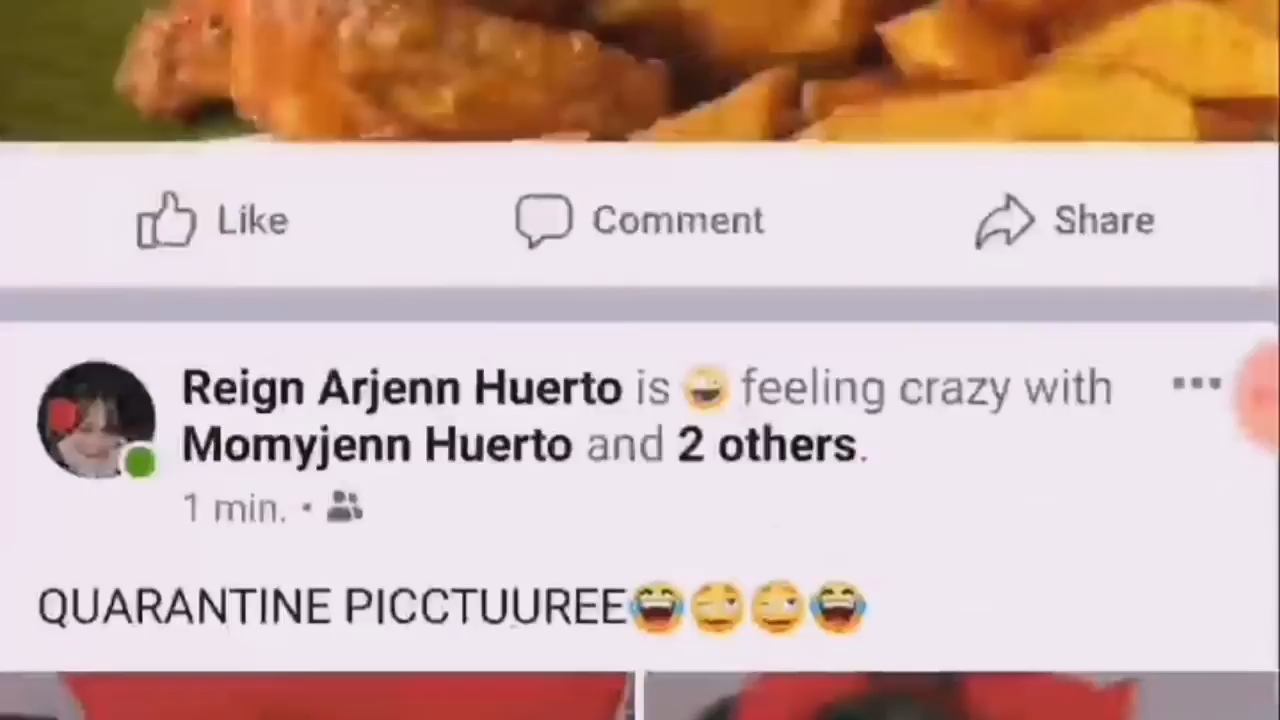 Like Comment Share
Reign Arjenn Huerto is 😜 feeling crazy with
Momyjenn Huerto and 2 others.
1 min. •
QUARANTINE PICCTUUREE😂😜😜😂